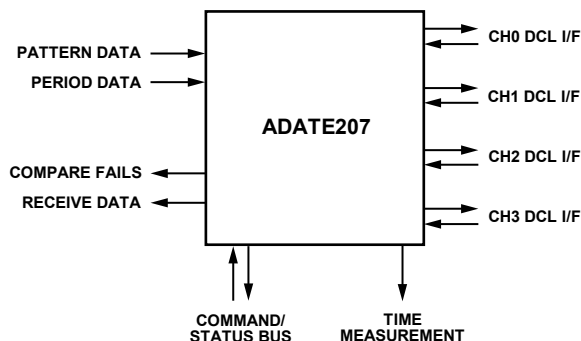 PATTERN DATA
PERIOD DATA
COMPARE FAILS
RECEIVE DATA
ADATE207
CH0 DCL I/F
CH1 DCL I/F
CH2 DCL I/F
CH3 DCL I/F
COMMAND/
STATUS BUS
TIME
MEASUREMENT